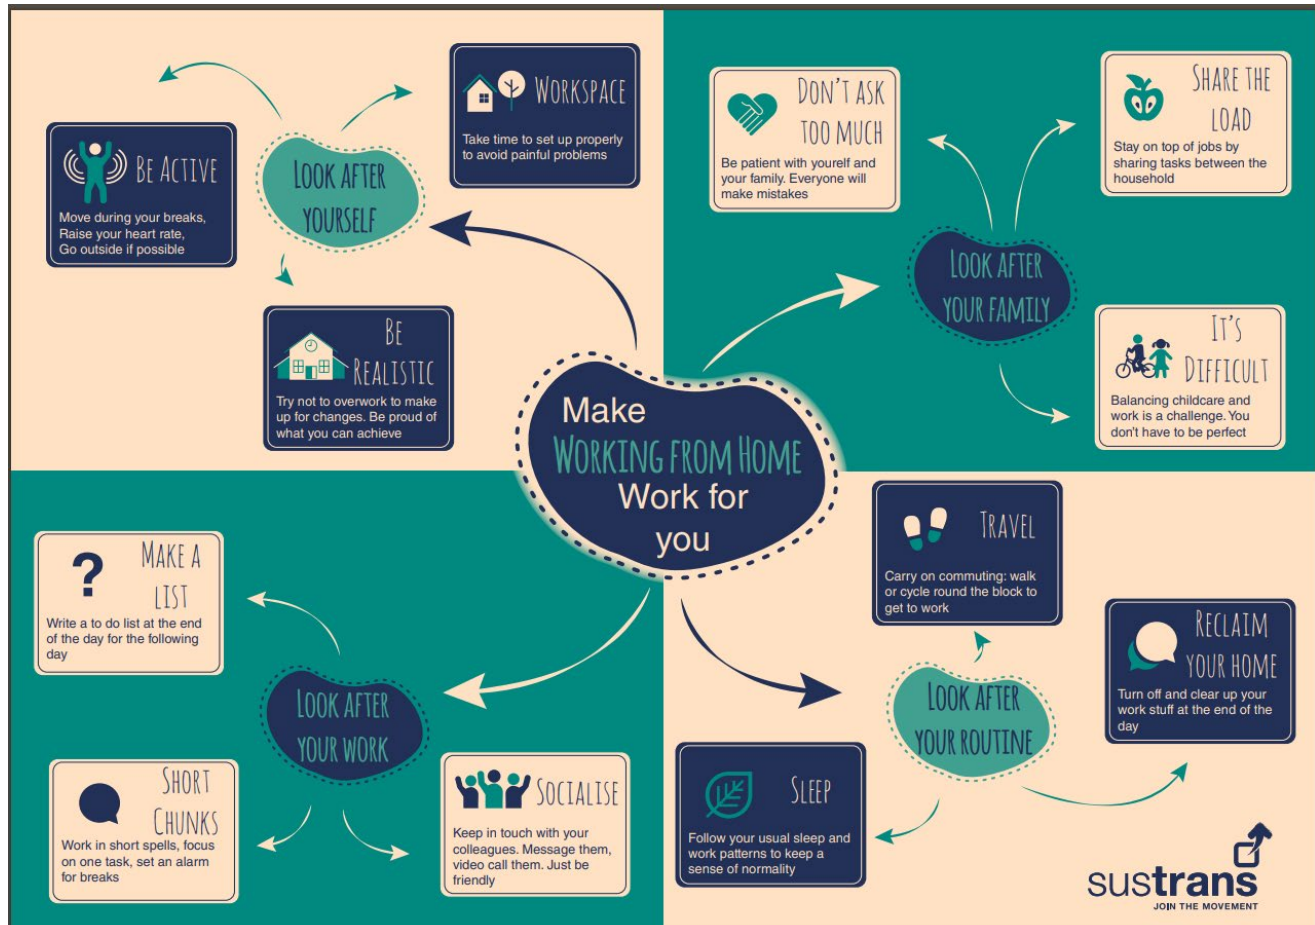 Make
WORKING FROM HOME
Work for
you
LOOK AFTER
YOURSELF
BE ACTIVE
Move during your breaks,
Raise your heart rate,
Go outside if possible
WORKSPACE
Take time to set up properly
to avoid painful problems
BE
REALISTIC
Try not to overwork to make
up for changes. Be proud of
what you can achieve
LOOK AFTER
YOUR FAMILY
DON'T ASK
TOO MUCH
Be patient with yourelf and
your family. Everyone will
make mistakes
SHARE THE
LOAD
Stay on top of jobs by
sharing tasks between the
household
IT'S
DIFFICULT
Balancing childcare and
work is a challenge. You
don't have to be perfect
LOOK AFTER
YOUR WORK
MAKE A
LIST
?
Write a to do list at the end
of the day for the following
day
SHORT
CHUNKS
Work in short spells, focus
on one task, set an alarm
for breaks
SOCIALISE
Keep in touch with your
colleagues. Message them,
video call them. Just be
friendly
LOOK AFTER
YOUR ROUTINE
TRAVEL
Carry on commuting: walk
or cycle round the block to
get to work
RECLAIM
YOUR HOME
Turn off and clear up your
work stuff at the end of the
day
SLEEP
Follow your usual sleep and
work patterns to keep a
sense of normality
sustrans
JOIN THE MOVEMENT